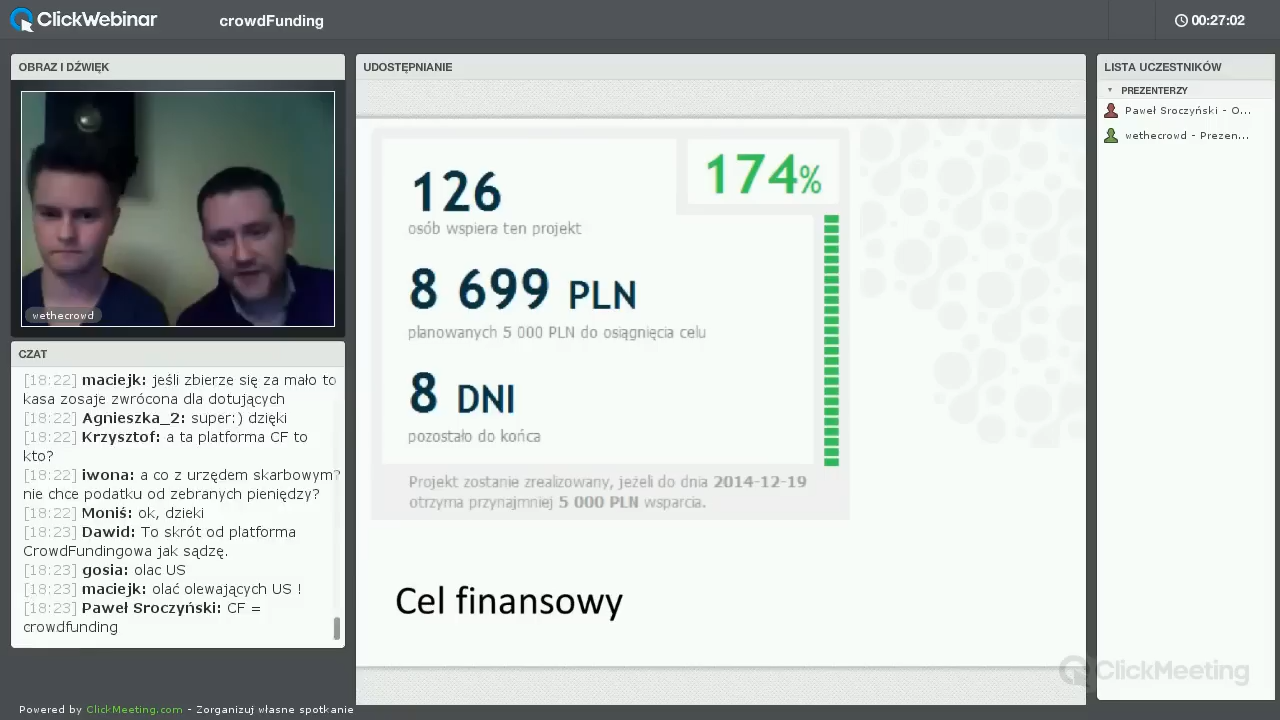 ClickWebinar
crowdFunding
00:27:02
OBRAZ I DŹWIĘK
wethecrowd
CZAT
[18:22] maciejk: jeśli zbierze się za mało to
kasa zosaje zwrócona dla dotujących
[18:22] Agnieszka_2: super:) dzięki
[18:22] Krzysztof: a ta platforma CF to
kto?
[18:22] iwona: a co z urzędem skarbowym?
nie chce podatku od zebranych pieniędzy?
[18:22] Moniś: ok, dzieki
[18:23] Dawid: To skrót od platforma
CrowdFundingowa jak sądzę.
[18:23] gosia: olac US
[18:23] maciejk: olać olewających US !
[18:23] Paweł Sroczyński: CF =
crowdfunding
UDOSTĘPNIANIE
174%
126
osób wspiera ten projekt
8 699 PLN
planowanych 5 000 PLN do osiągnięcia celu
8 DNI
pozostało do końca
Projekt zostanie zrealizowany, jeżeli do dnia 2014-12-19
otrzyma przynajmniej 5 000 PLN wsparcia.
Cel finansowy
LISTA UCZESTNIKÓW
PREZENTERZY
Paweł Sroczyński - O...
wethecrowd - Prezen...
ClickMeeting
Powered by ClickMeeting.com - Zorganizuj własne spotkanie